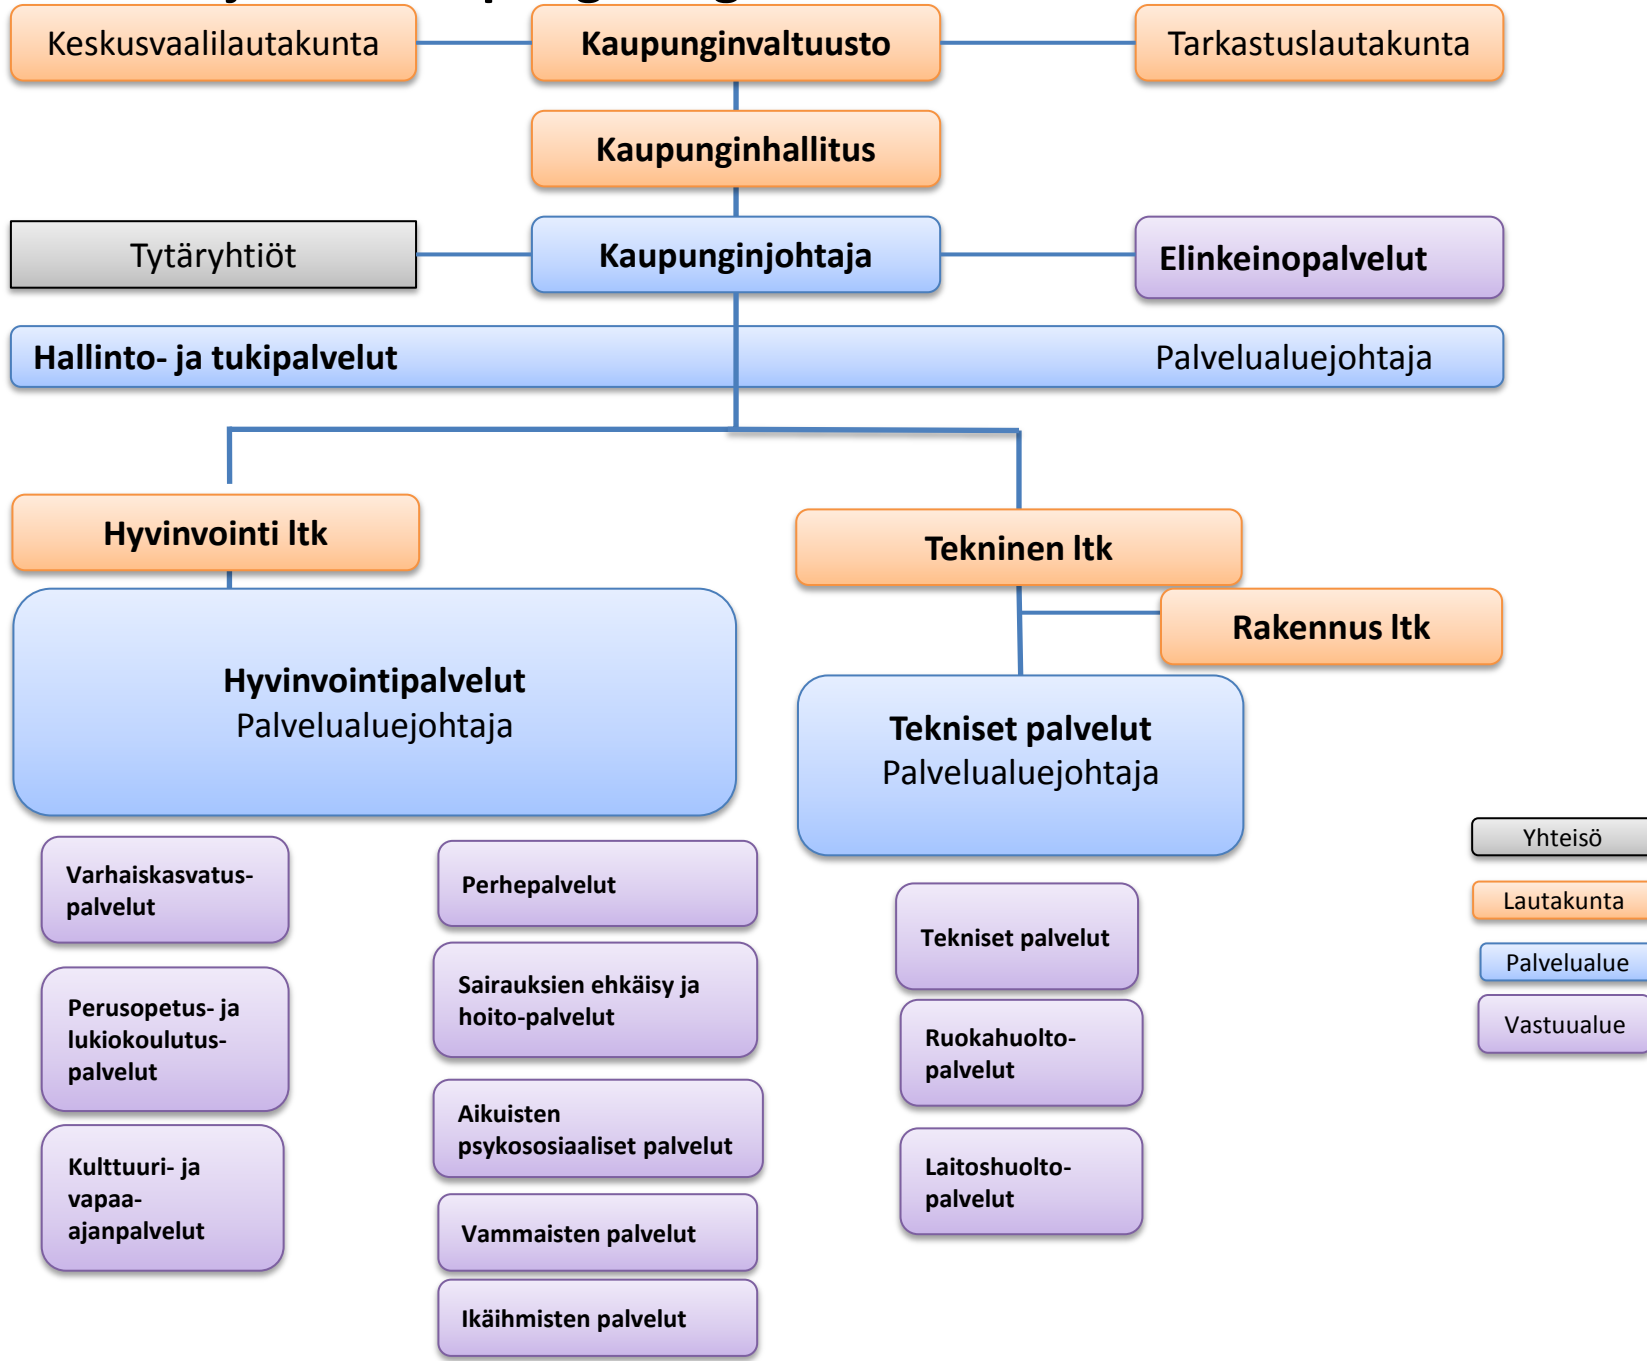 Keskusvaalilautakunta
Kaupunginvaltuusto
Tarkastuslautakunta
Kaupunginhallitus
Tytäryhtiöt
Kaupunginjohtaja
Elinkeinopalvelut
Hallinto- ja tukipalvelut
Palvelualuejohtaja
Hyvinvointi ltk
Tekninen ltk
Rakennus ltk
Hyvinvointipalvelut
Palvelualuejohtaja
Tekniset palvelut
Palvelualuejohtaja
Varhaiskasvatus-
palvelut
Perusopetus- ja
lukiokoulutus-
palvelut
Kulttuuri- ja
vapaa-
ajanpalvelut
Perhepalvelut
Sairauksien ehkäisy ja
hoito-palvelut
Aikuisten
psykososiaaliset palvelut
Vammaisten palvelut
Ikäihmisten palvelut
Tekniset palvelut
Ruokahuolto-
palvelut
Laitoshuolto-
palvelut
Yhteisö
Lautakunta
Palvelualue
Vastuualue